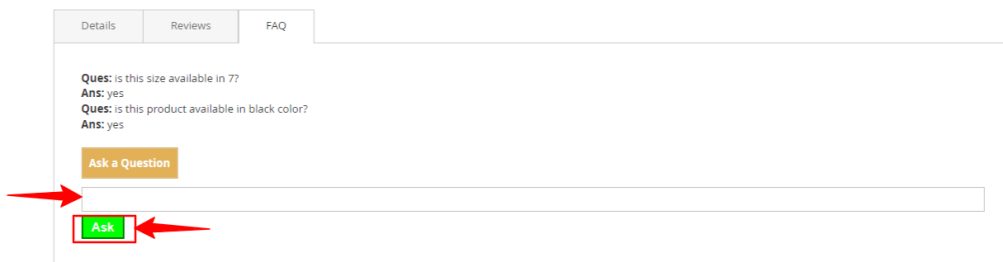 Details
Reviews
FAQ
Ques: is this size available in 7?
Ans: yes
Ques: is this product available in black color?
Ans: yes
Ask a Question
Ask